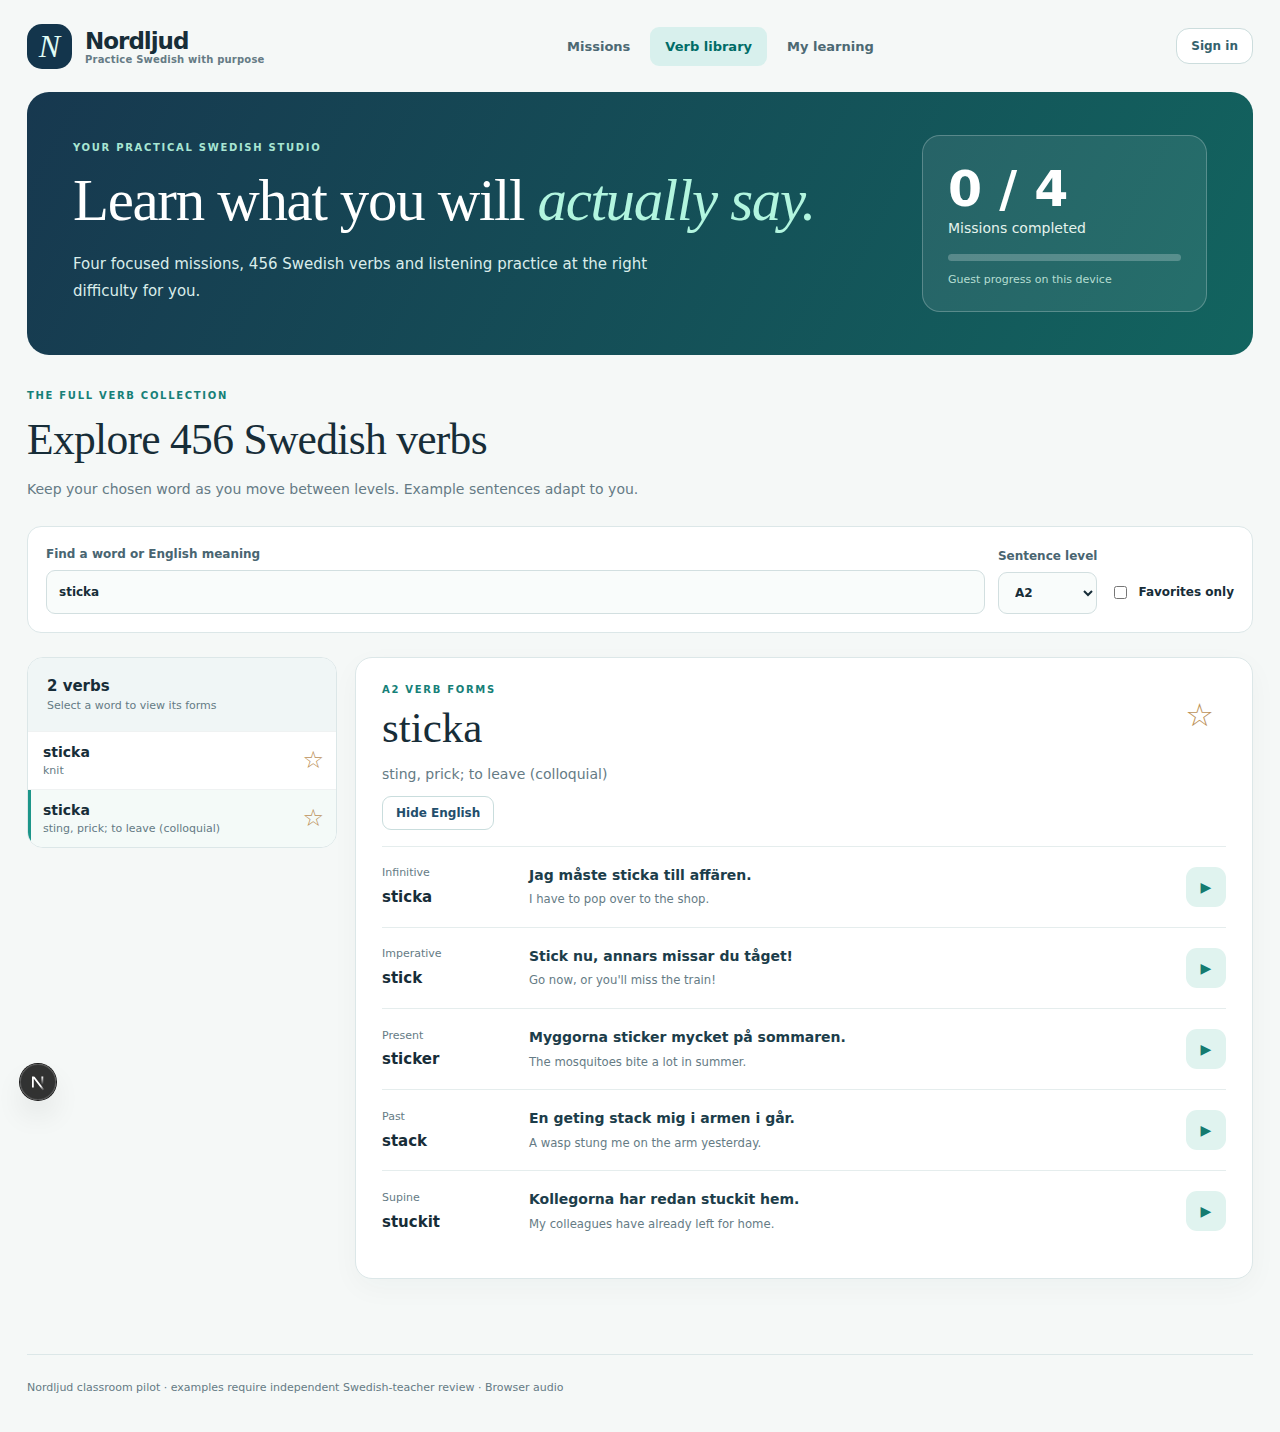 N
Nordljud
Practice Swedish with purpose
Missions
Verb library
My learning
Sign in
YOUR PRACTICAL SWEDISH STUDIO
Learn what you will actually say.
Four focused missions, 456 Swedish verbs and listening practice at the right
difficulty for you.
0 / 4
Missions completed
Guest progress on this device
THE FULL VERB COLLECTION
Explore 456 Swedish verbs
Keep your chosen word as you move between levels. Example sentences adapt to you.
Find a word or English meaning
sticka
Sentence level
A2
Favorites only
2 verbs
Select a word to view its forms
sticka
knit
sticka
sting, prick; to leave (colloquial)
A2 VERB FORMS
sticka
sting, prick; to leave (colloquial)
Hide English
Infinitive
sticka
Jag måste sticka till affären.
I have to pop over to the shop.
Imperative
stick
Stick nu, annars missar du tåget!
Go now, or you'll miss the train!
Present
sticker
Myggorna sticker mycket på sommaren.
The mosquitoes bite a lot in summer.
Past
stack
En geting stack mig i armen i går.
A wasp stung me on the arm yesterday.
Supine
stuckit
Kollegorna har redan stuckit hem.
My colleagues have already left for home.
N
Nordljud classroom pilot · examples require independent Swedish-teacher review · Browser audio